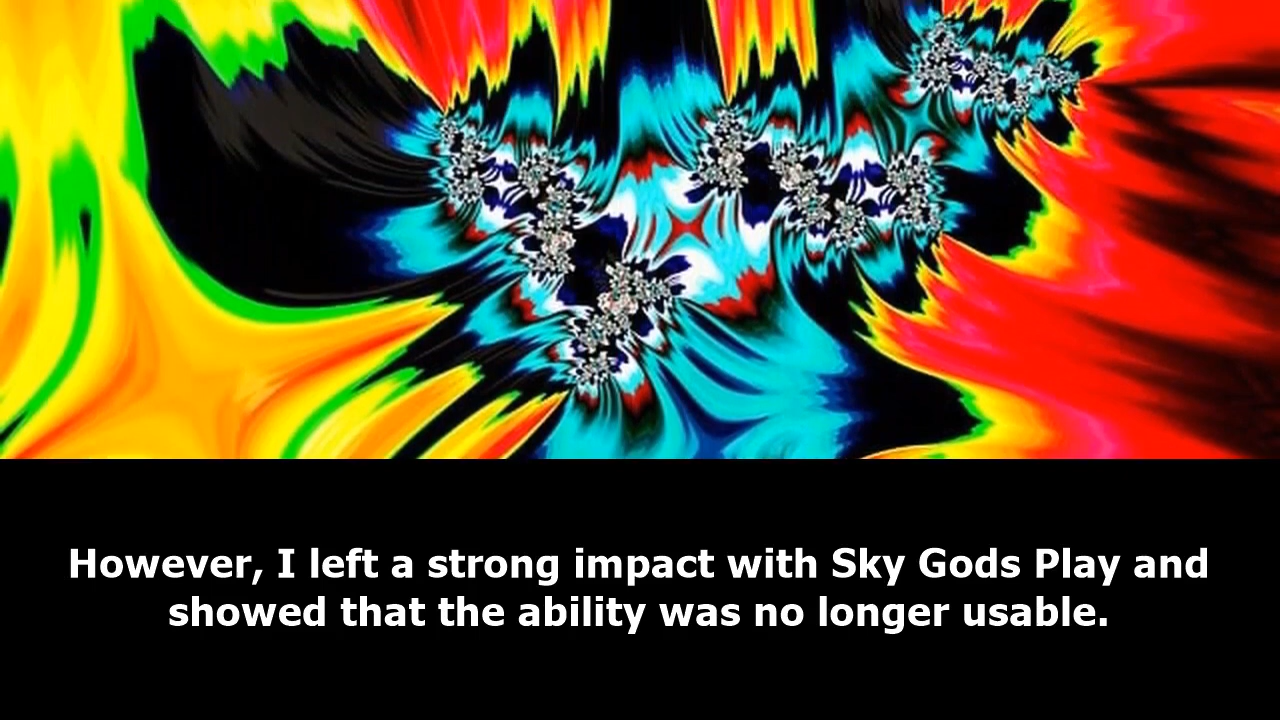 However, I left a strong impact with Sky Gods Play and
showed that the ability was no longer usable.